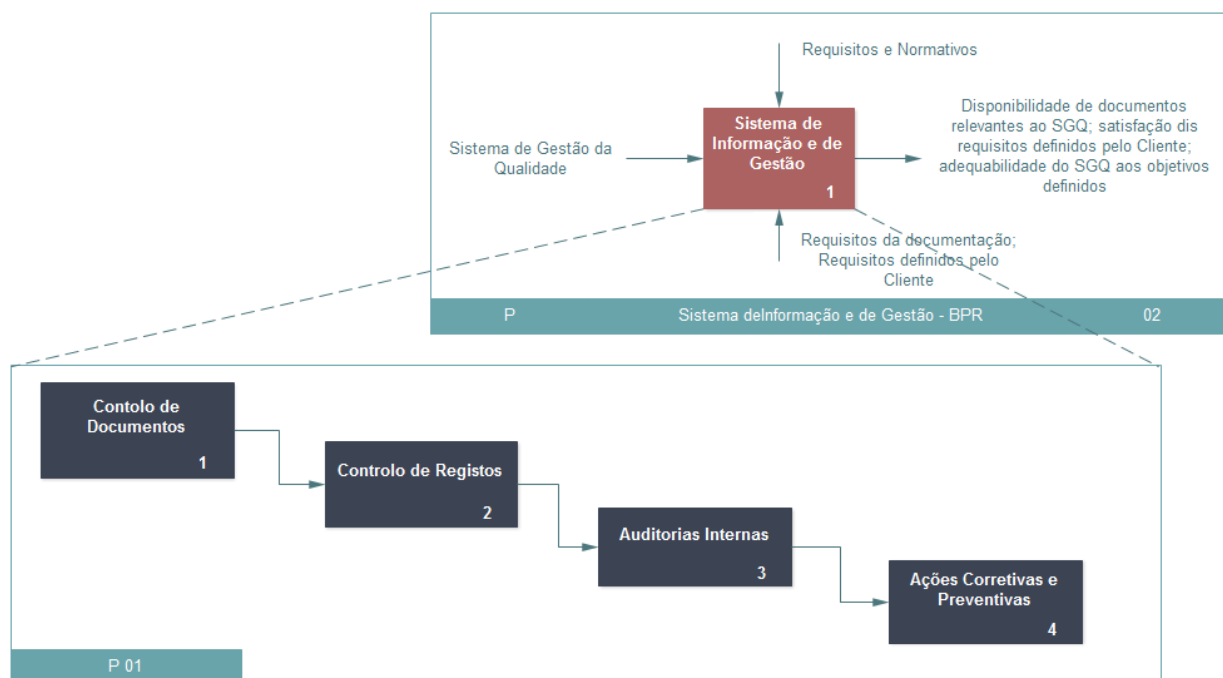 Requisitos e Normativos
Sistema de Gestão da
Qualidade
Sistema de
Informação e de
Gestão
1
Disponibilidade de documentos
relevantes ao SGQ; satisfação dis
requisitos definidos pelo Cliente;
adequabilidade do SGQ aos objetivos
definidos
Requisitos da documentação;
Requisitos definidos pelo
Cliente
P
Sistema deInformação e de Gestão - BPR
02
Contolo de
Documentos
1
Controlo de Registos
2
Auditorias Internas
3
Ações Corretivas e
Preventivas
4
P 01